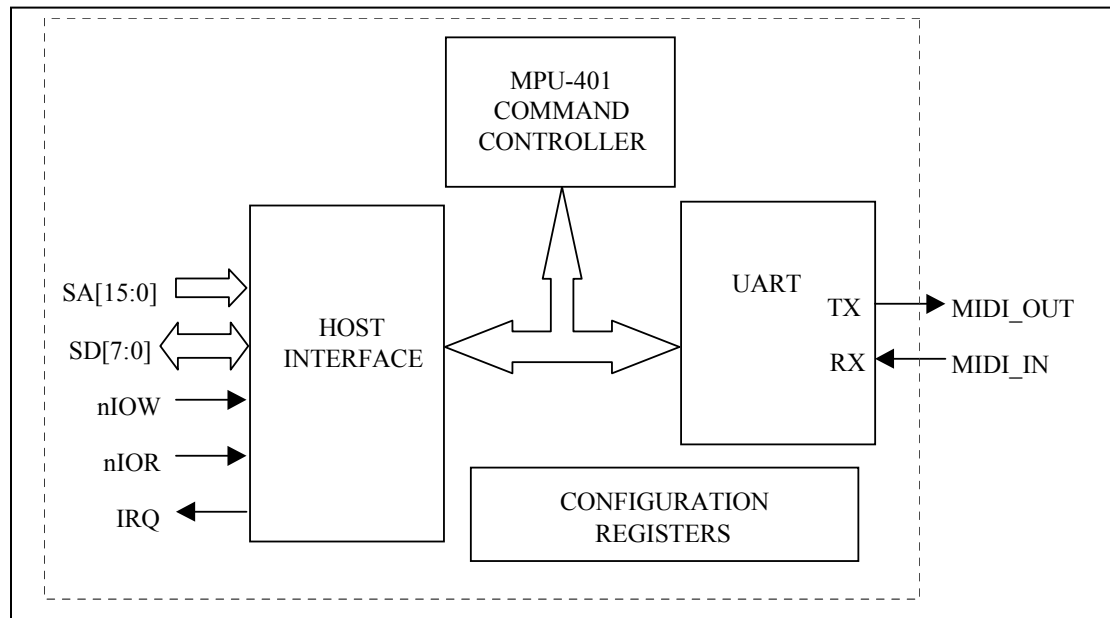 MPU-401
COMMAND
CONTROLLER
SA[15:0]
SD[7:0]
nIOW
nIOR
IRQ
HOST
INTERFACE
UART
TX
RX
MIDI_OUT
MIDI_IN
CONFIGURATION
REGISTERS